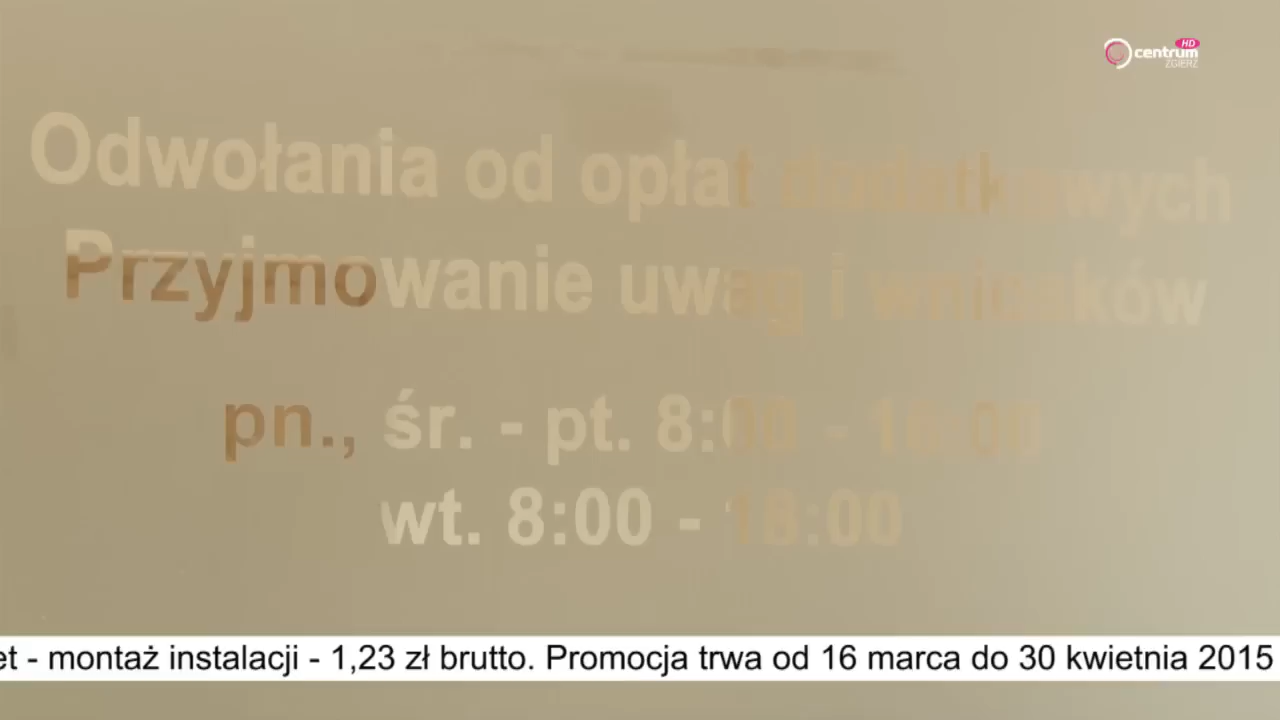 centrum HD
ZGIERZ
Odwołania od opłat dodatkowych
Przyjmowanie uwag i wniosków
pn., śr. - pt. 8:00 - 16:00
wt. 8:00 - 18:00
et - montaż instalacji - 1,23 zł brutto. Promocja trwa od 16 marca do 30 kwietnia 2015